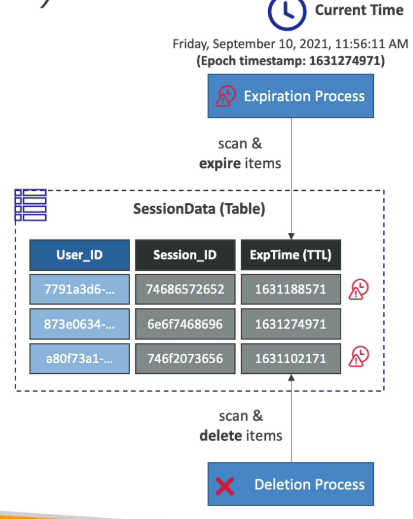 Current Time
Friday, September 10, 2021, 11:56:11 AM
(Epoch timestamp: 1631274971)
Expiration Process
scan &
expire items
SessionData (Table)
User_ID Session_ID ExpTime (TTL)
7791a3d6-... 74686572652 1631188571
873e0634-... 6e6f7468696 1631274971
a80f73a1-... 746f2073656 1631102171
scan &
delete items
Deletion Process